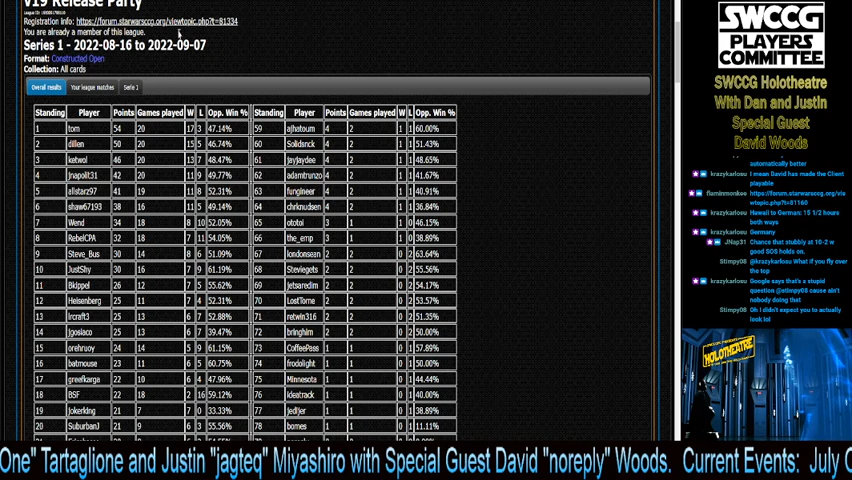 V19 Release Party
Registration Info: https://forum.starwarsccg.org/viewtopic.php?t=81334
You are already a member of this league.
Series 1 - 2022-08-16 to 2022-09-07
Format: Constructed Open
Collection: All cards
Overall results Your league matches Serie 1
Standing Player Points Games played W L Opp. Win % Standing Player Points Games played W L Opp. Win %
1 tom 54 20 17 3 47.14% 59 ajhatoum 4 2 1 1 60.00%
2 dillen 50 20 15 5 46.74% 60 Solidsnck 4 2 1 1 51.43%
3 ketwol 46 20 13 7 48.47% 61 jayjaydee 4 2 1 1 48.65%
4 jnapolit31 42 20 11 9 49.77% 62 adamtrunzo 4 2 1 1 41.67%
5 allstarz97 41 19 11 8 52.31% 63 fungineer 4 2 1 1 40.91%
6 shaw67193 38 16 11 5 49.14% 64 chrknudsen 4 2 1 1 36.84%
7 Wend 34 18 8 10 52.05% 65 ototoi 3 1 1 0 46.15%
8 RebelCPA 32 18 7 11 54.05% 66 the_emp 3 1 1 0 38.89%
9 Steve_Bus 30 14 8 6 51.09% 67 londonsean 2 2 0 2 63.64%
10 JustShy 30 16 7 9 61.19% 68 Steviegets 2 2 0 2 55.56%
11 Bkippel 26 12 7 5 55.62% 69 jetsaredim 2 2 0 2 54.17%
12 Heisenberg 25 11 7 4 52.31% 70 LostTome 2 2 0 2 53.57%
13 lrcraft3 25 13 6 7 52.88% 71 retwin316 2 2 0 2 51.35%
14 jgosiaco 25 13 6 7 39.47% 72 bringhim 2 2 0 2 50.00%
15 orehruoy 24 14 5 9 61.15% 73 CoffeePass 1 1 0 1 57.89%
16 batmouse 23 11 6 5 60.75% 74 frodolight 1 1 0 1 50.00%
17 greefkarga 22 10 6 4 47.96% 75 Minnesota 1 1 0 1 44.44%
18 BSF 22 18 2 16 59.12% 76 kleatrack 1 1 0 1 40.00%
19 jokerking 21 7 7 0 33.33% 77 jedijer 1 1 0 1 38.89%
20 SuburbanJ 21 9 6 3 55.56% 78 bomes 1 1 0 1 11.11%
SWCCG
PLAYERS
COMMITTEE
SWCCG Holotheatre
With Dan and Justin
Special Guest
David Woods
automatically better
krazykarlosu I mean David has made the Client playable
flaminmonkee https://forum.starwarsccg.org/viewtopic.php?t=81160
krazykarlosu Hawaii to German: 15 1/2 hours both ways
krazykarlosu Germany
JNap31 Chance that stubbly at 10-2 w good SOS holds on.
Stimpy08 @krazykarlosu What if you fly over the top
krazykarlosu Google says that's a stupid question @stimpy08 cause ain't nobody doing that
Stimpy08 Oh I didn't expect you to actually look lol
HOLOTHEATRE
One" Tartaglione and Justin "jagteq" Miyashiro with Special Guest David "noreply" Woods. Current Events: July